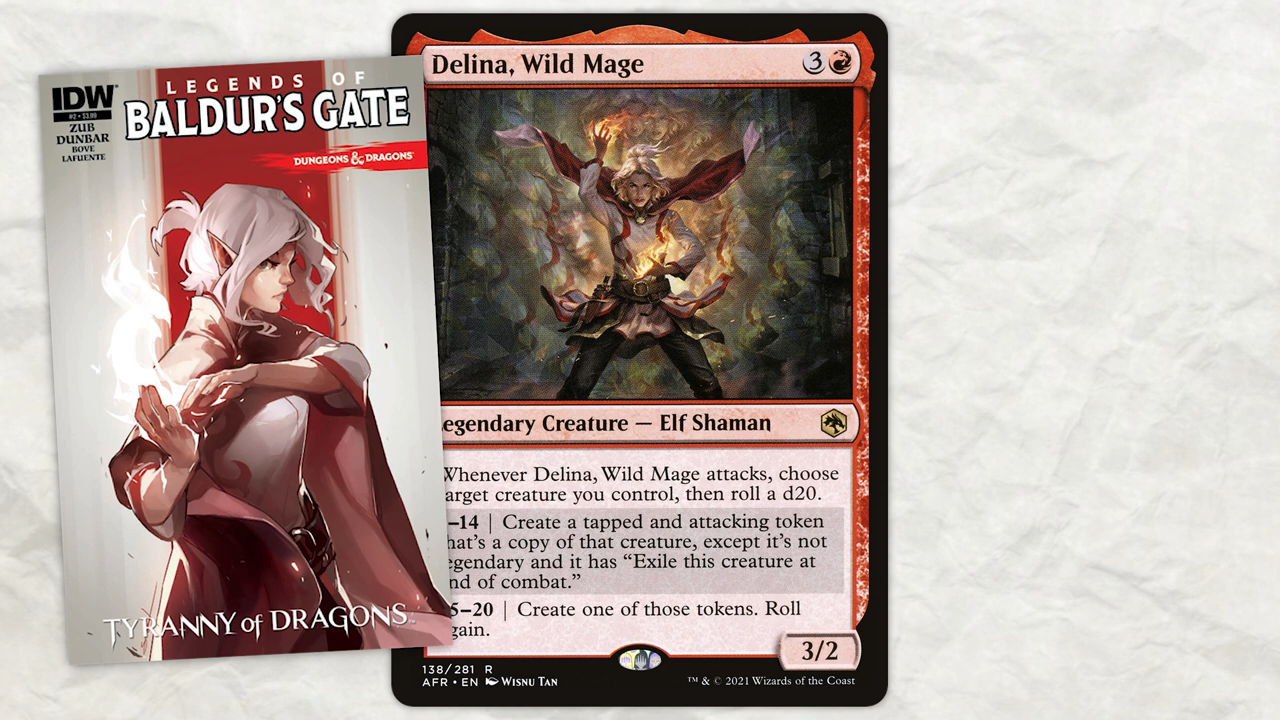 LEGENDS OF
BALDUR'S GATE
IDW
#2 • $3.99
ZUB
DUNBAR
BOVE
LAFUENTE
DUNGEONS & DRAGONS
TYRANNY of DRAGONS
Delina, Wild Mage
3
egendary Creature — Elf Shaman
Whenever Delina, Wild Mage attacks, choose
arget creature you control, then roll a d20.
–14 | Create a tapped and attacking token
hat's a copy of that creature, except it's not
egendary and it has “Exile this creature at
nd of combat.”
5–20 | Create one of those tokens. Roll
gain.
3/2
138/281 R
AFR • EN Wisnu Tan
™ & © 2021 Wizards of the Coast